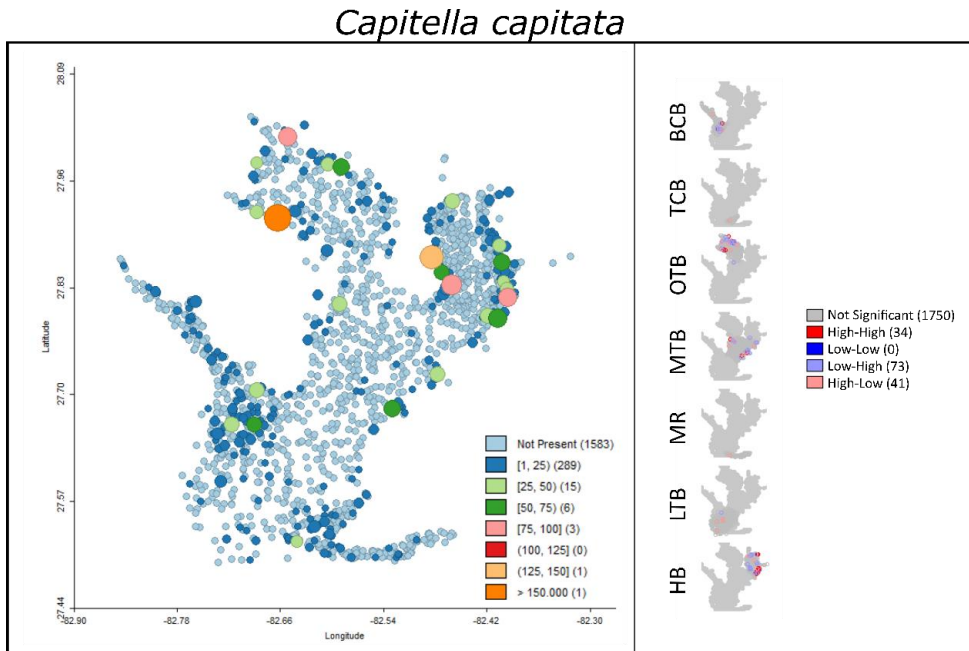 Capitella capitata
28.09
27.96
27.83
27.70
27.57
27.44
Latitude
-82.90
-82.78
-82.66
-82.54
-82.42
-82.30
Longitude
Not Present (1583)
[1, 25) (289)
[25, 50) (15)
[50, 75) (6)
[75, 100] (3)
(100, 125] (0)
(125, 150] (1)
> 150.000 (1)
BCB
TCB
OTB
MTB
MR
LTB
HB
Not Significant (1750)
High-High (34)
Low-Low (0)
Low-High (73)
High-Low (41)